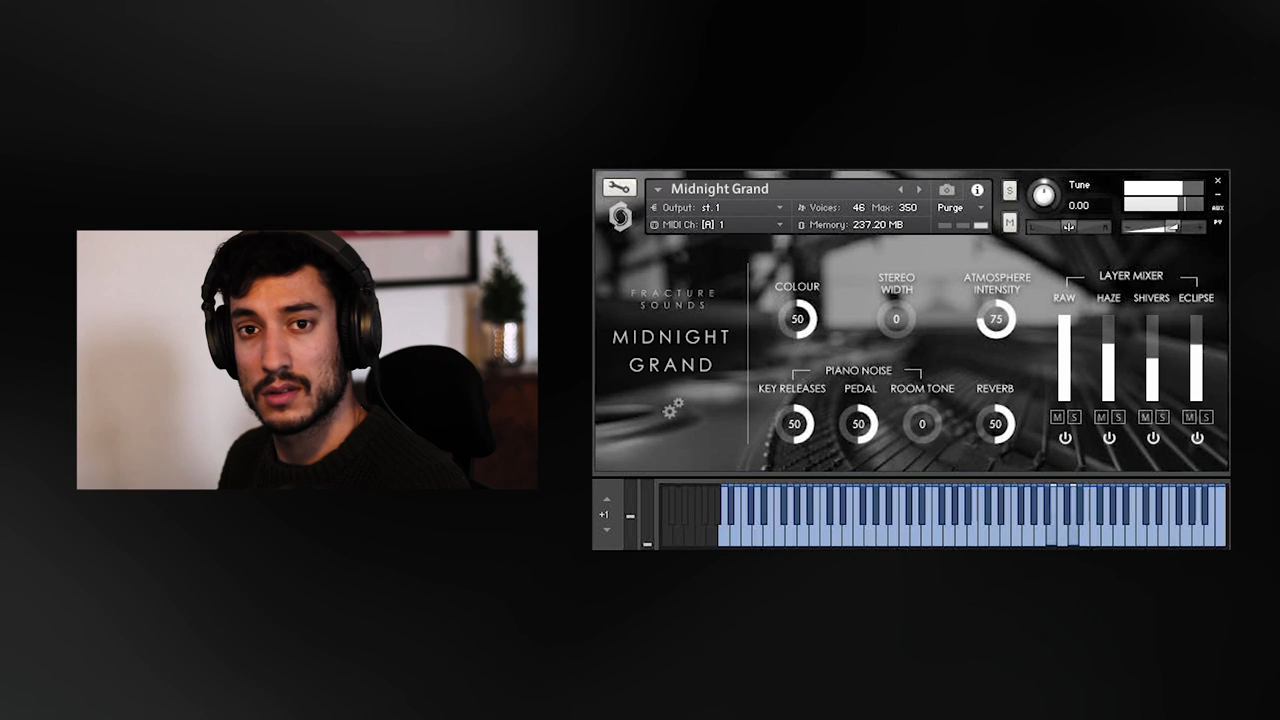 Midnight Grand
Output: st. 1
Voices: 46 Max: 350
Purge
MIDI Ch: [A] 1
Memory: 237.20 MB
S
M
Tune
0.00
L
R
AUX
PV
FRACTURE
SOUNDS
MIDNIGHT
GRAND
COLOUR
50
STEREO
WIDTH
0
ATMOSPHERE
INTENSITY
75
PIANO NOISE
KEY RELEASES
50
PEDAL
50
ROOM TONE
0
REVERB
50
LAYER MIXER
RAW
HAZE
SHIVERS
ECLIPSE
M S
M S
M S
M S
+1